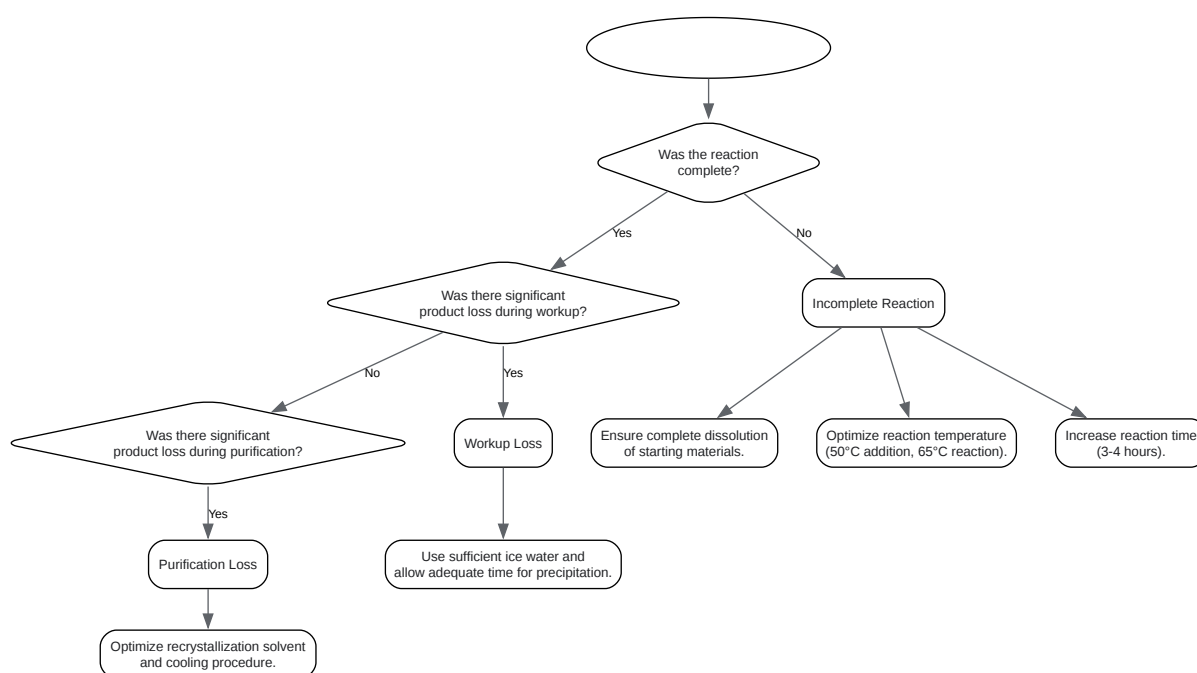 Was the reaction
complete?
Yes
No
Was there significant
product loss during workup?
Incomplete Reaction
No
Yes
Was there significant
product loss during purification?
Workup Loss
Ensure complete dissolution
of starting materials.
Optimize reaction temperature
(50°C addition, 65°C reaction).
Increase reaction time
(3-4 hours).
Yes
Purification Loss
Use sufficient ice water and
allow adequate time for precipitation.
Optimize recrystallization solvent
and cooling procedure.